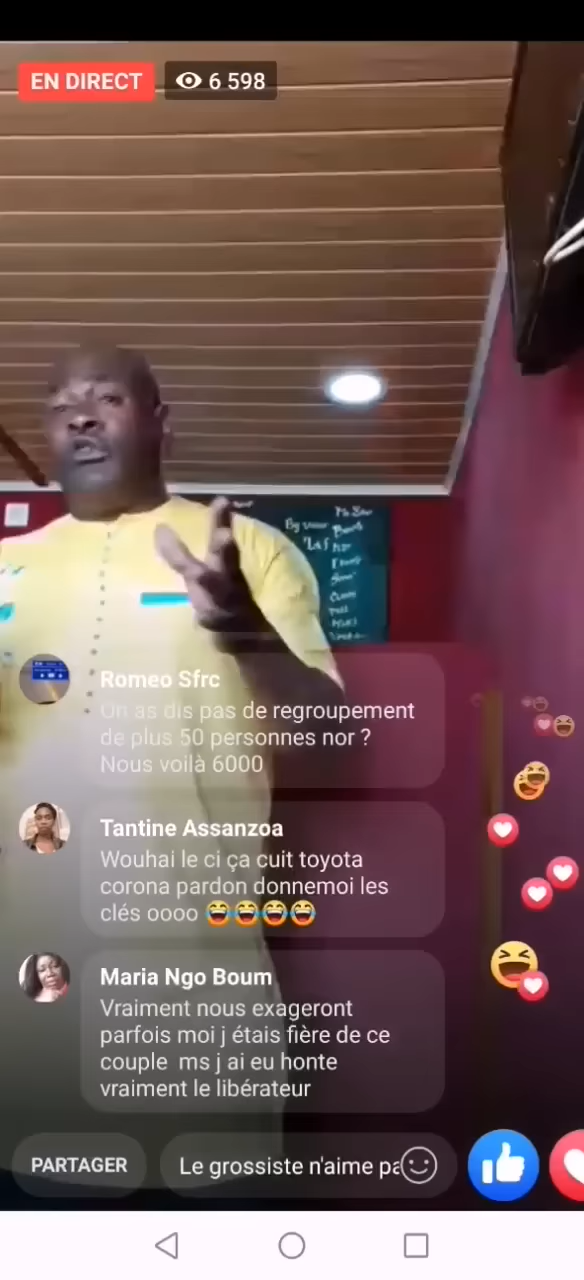 EN DIRECT 6 598
By
Romeo Sfrc
On as dis pas de regroupement
de plus 50 personnes nor ?
Nous voilà 6000
Tantine Assanzoa
Wouhai le ci ça cuit toyota
corona pardon donnemoi les
clés oooo 😂😂😂😂
Maria Ngo Boum
Vraiment nous exageront
parfois moi j étais fière de ce
couple ms j ai eu honte
vraiment le libérateur
PARTAGER
Le grossiste n'aime pa